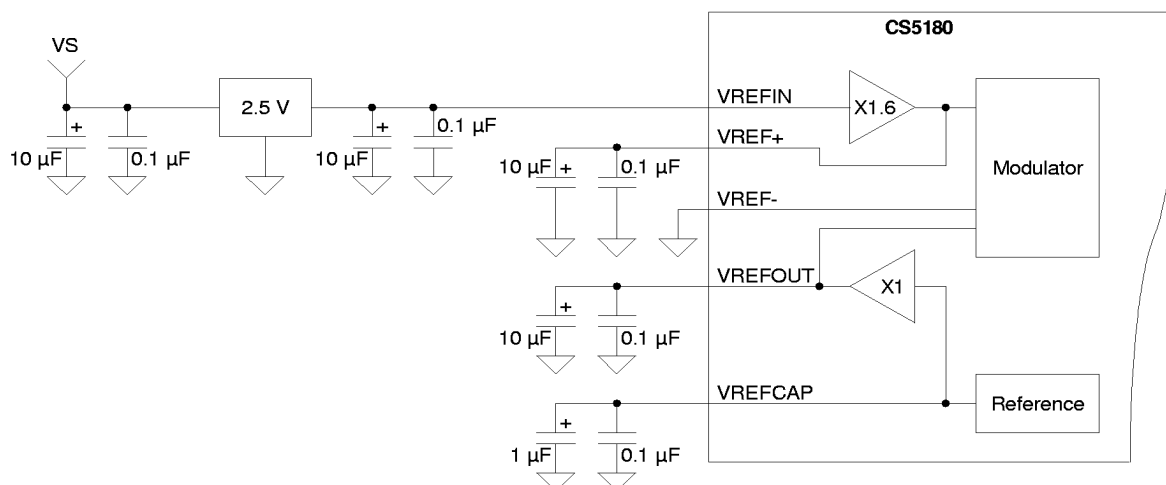 CS5180
VS
2.5 V
+
10 µF
0.1 µF
+
10 µF
0.1 µF
VREFIN
X1.6
VREF+
+
10 µF
0.1 µF
Modulator
VREF-
VREFOUT
X1
+
10 µF
0.1 µF
VREFCAP
Reference
+
1 µF
0.1 µF